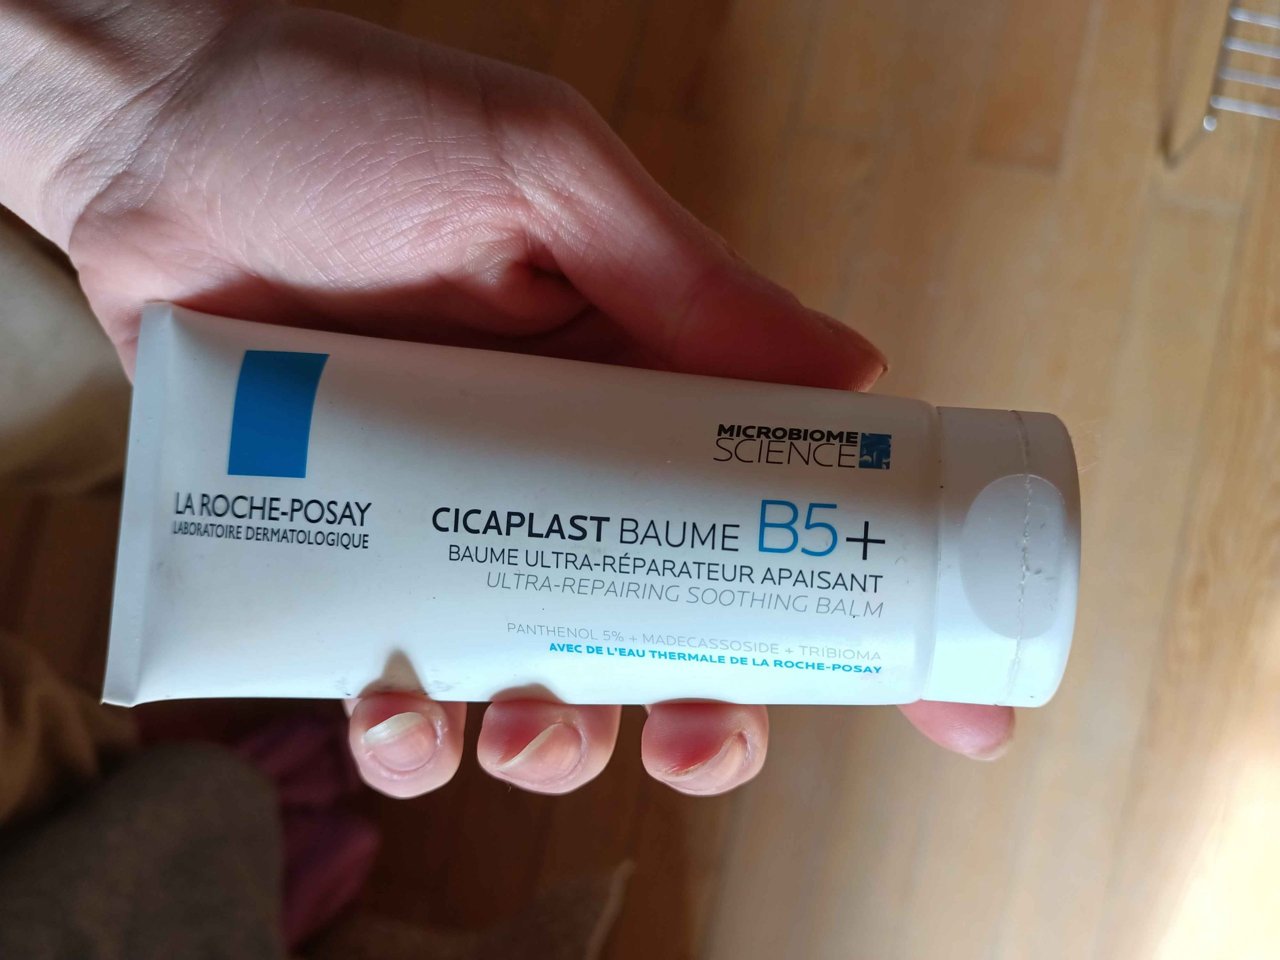 LA ROCHE-POSAY
LABORATOIRE DERMATOLOGIQUE
MICROBIOME
SCIENCE
CICAPLAST BAUME B5+
BAUME ULTRA-RÉPARATEUR APAISANT
ULTRA-REPAIRING SOOTHING BALM
PANTHENOL 5% + MADECASSOSIDE + TRIBIOMA
AVEC DE L'EAU THERMALE DE LA ROCHE-POSAY